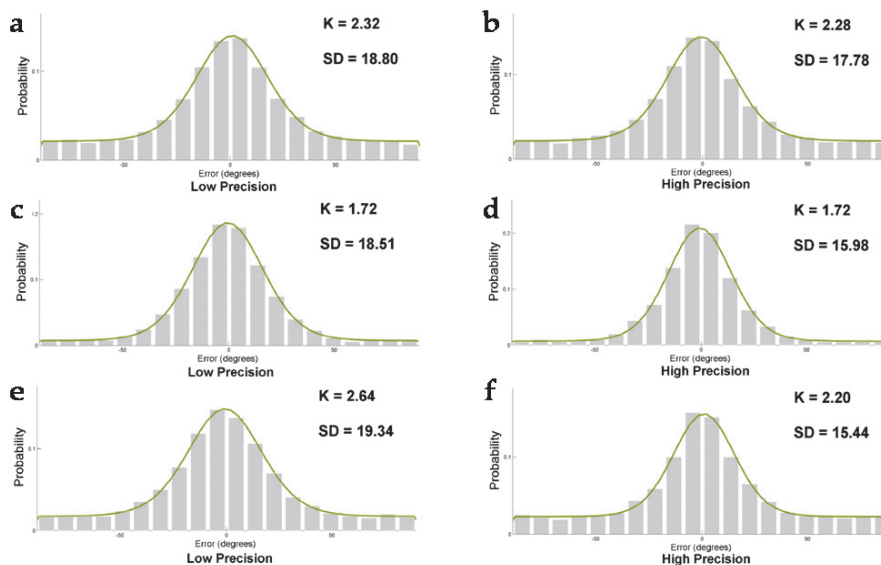 a
K = 2.32
SD = 18.80
Probability
0.1
0
-50
0
50
Error (degrees)
Low Precision
b
K = 2.28
SD = 17.78
Probability
0.1
0
-50
0
50
Error (degrees)
High Precision
c
K = 1.72
SD = 18.51
Probability
1.2
0.1
0
-50
0
50
Error (degrees)
Low Precision
d
K = 1.72
SD = 15.98
Probability
0.2
0.1
0
-50
0
50
Error (degrees)
High Precision
e
K = 2.64
SD = 19.34
Probability
0.1
0
-50
0
50
Error (degrees)
Low Precision
f
K = 2.20
SD = 15.44
Probability
0.1
0
-50
0
50
Error (degrees)
High Precision